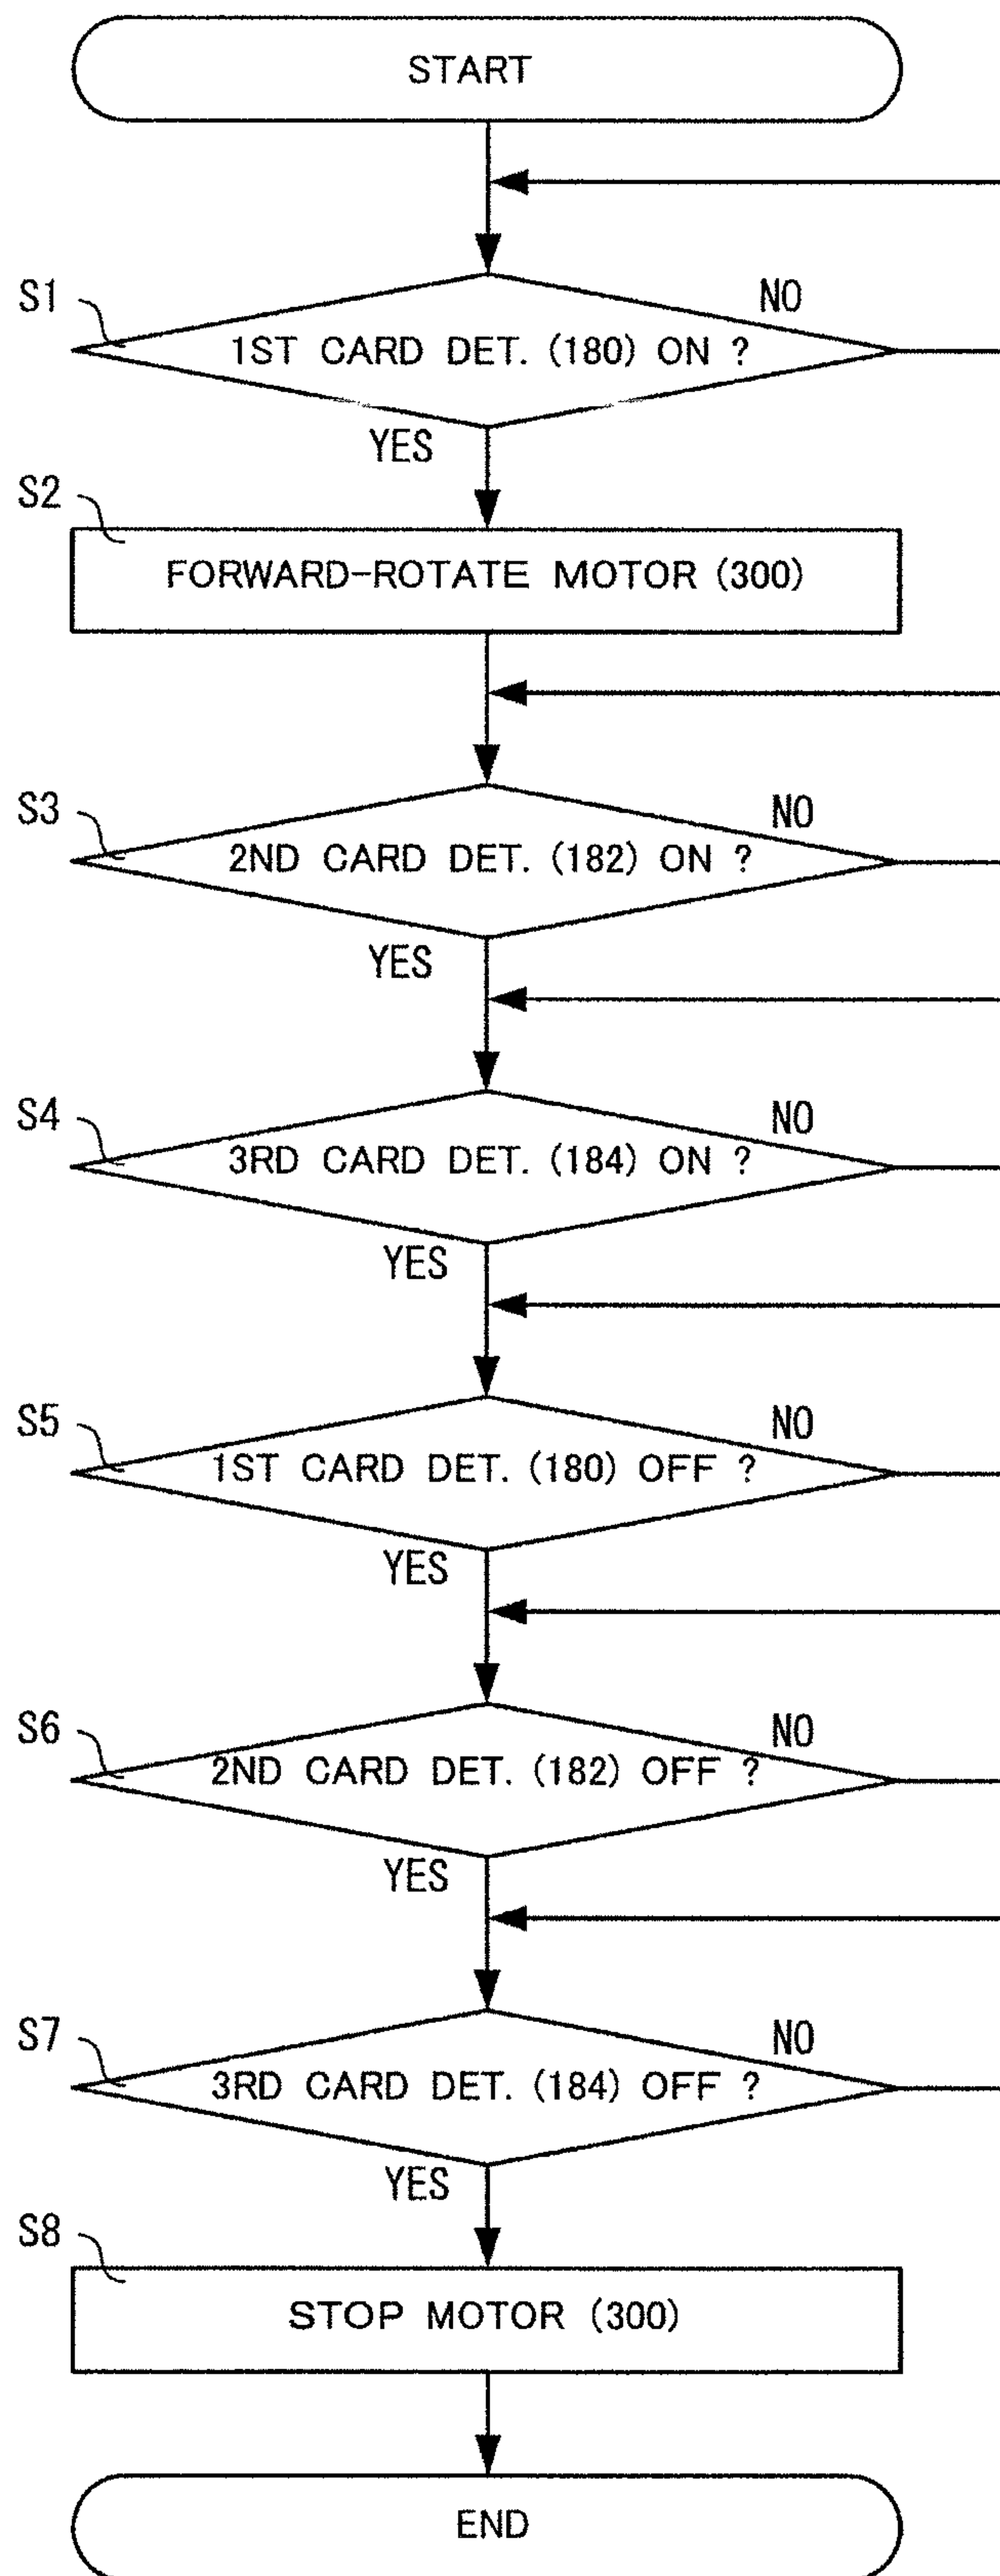 START
S1
NO
1ST CARD DET. (180) ON ?
YES
S2
FORWARD-ROTATE MOTOR (300)
S3
NO
2ND CARD DET. (182) ON ?
YES
S4
NO
3RD CARD DET. (184) ON ?
YES
S5
NO
1ST CARD DET. (180) OFF ?
YES
S6
NO
2ND CARD DET. (182) OFF ?
YES
S7
NO
3RD CARD DET. (184) OFF ?
YES
S8
STOP MOTOR (300)
END